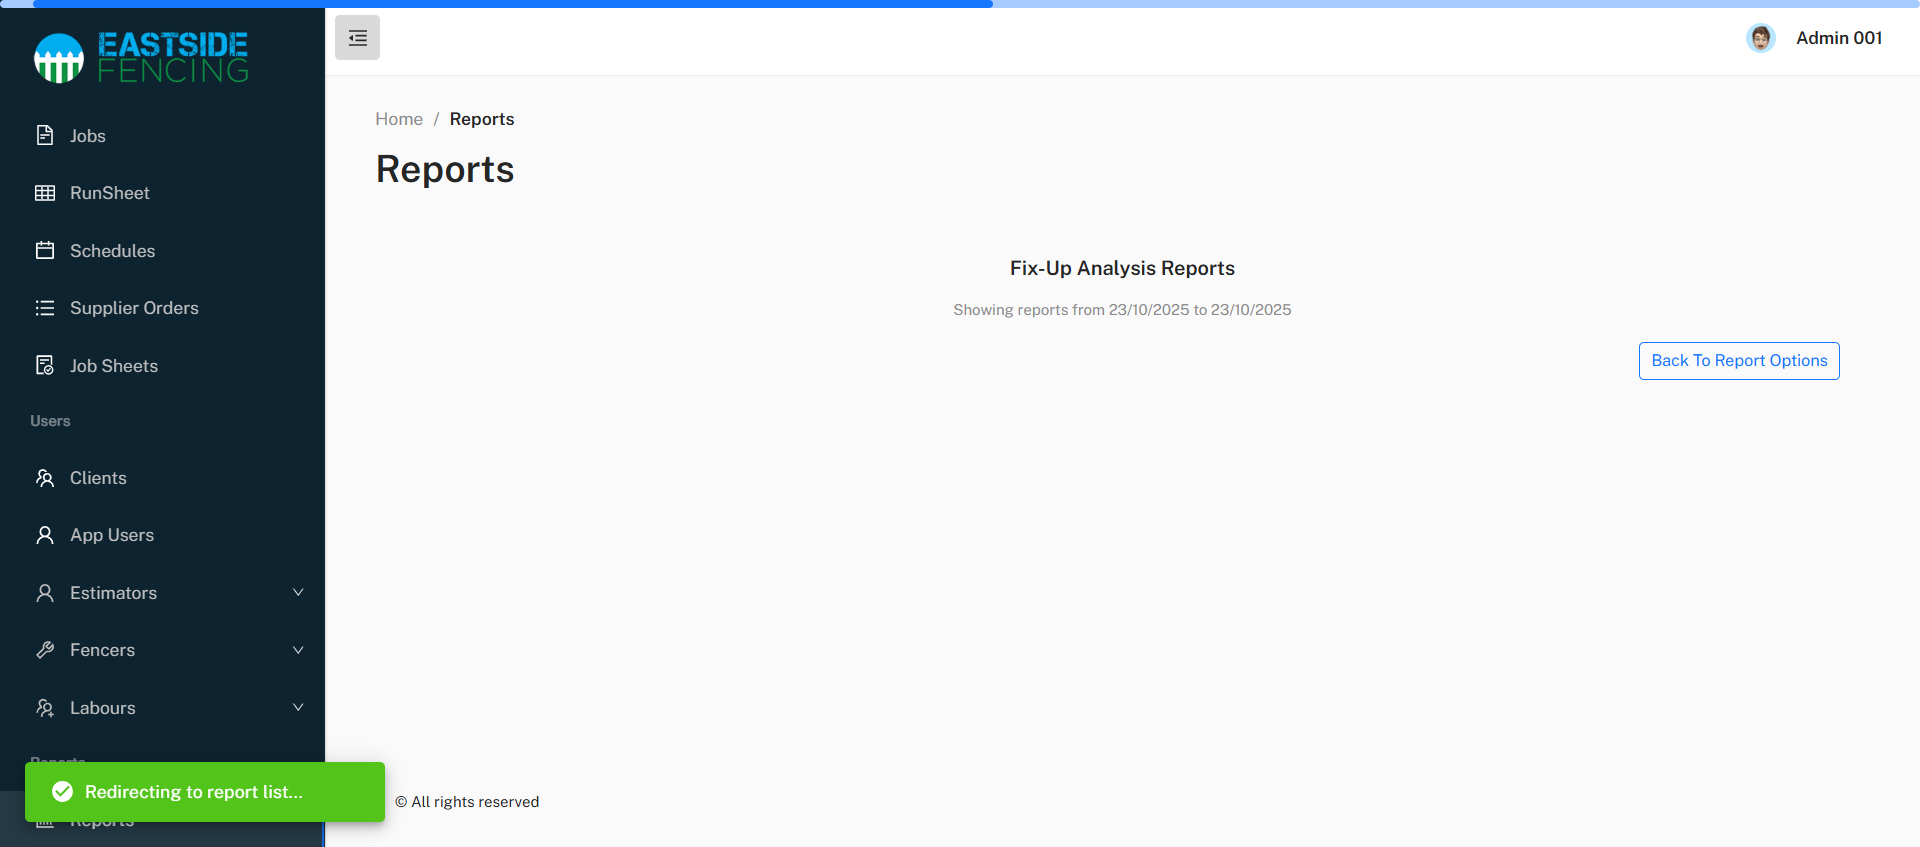 EASTSIDE
FENCING
Admin 001
Jobs
RunSheet
Schedules
Supplier Orders
Job Sheets
Users
Clients
App Users
Estimators
Fencers
Labours
Reports
Redirecting to report list...
Reports
Home / Reports
Reports
Fix-Up Analysis Reports
Showing reports from 23/10/2025 to 23/10/2025
Back To Report Options
© All rights reserved